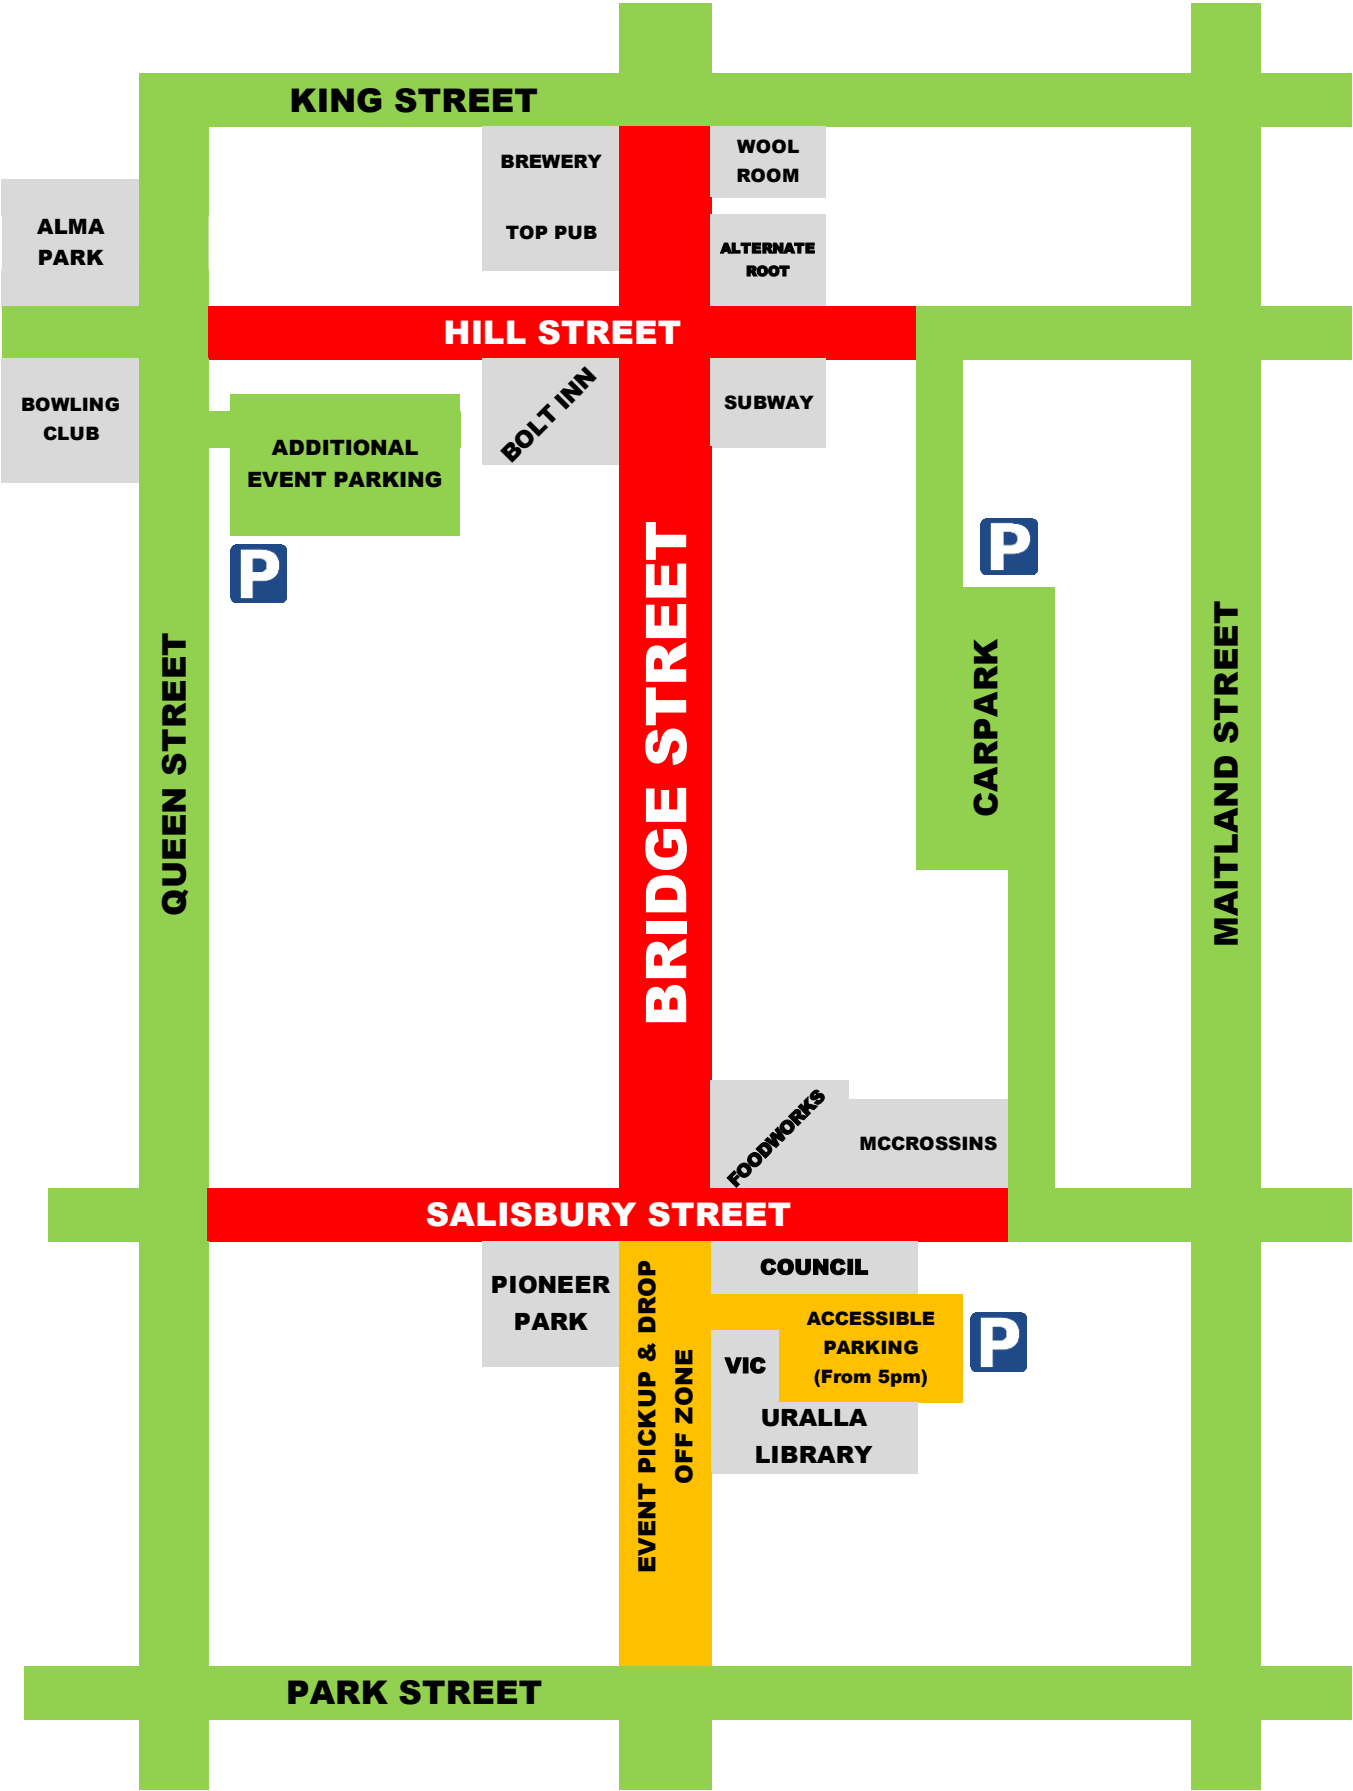 KING STREET
BREWERY
WOOL
ROOM
ALMA
PARK
TOP PUB
ALTERNATE
ROOT
HILL STREET
BOWLING
CLUB
BOLT INN
SUBWAY
ADDITIONAL
EVENT PARKING
P
P
QUEEN STREET
BRIDGE STREET
CARPARK
MAITLAND STREET
FOODWORKS
MCCROSSINS
SALISBURY STREET
PIONEER
PARK
EVENT PICKUP & DROP
OFF ZONE
COUNCIL
ACCESSIBLE
PARKING
(From 5pm)
P
VIC
URALLA
LIBRARY
PARK STREET